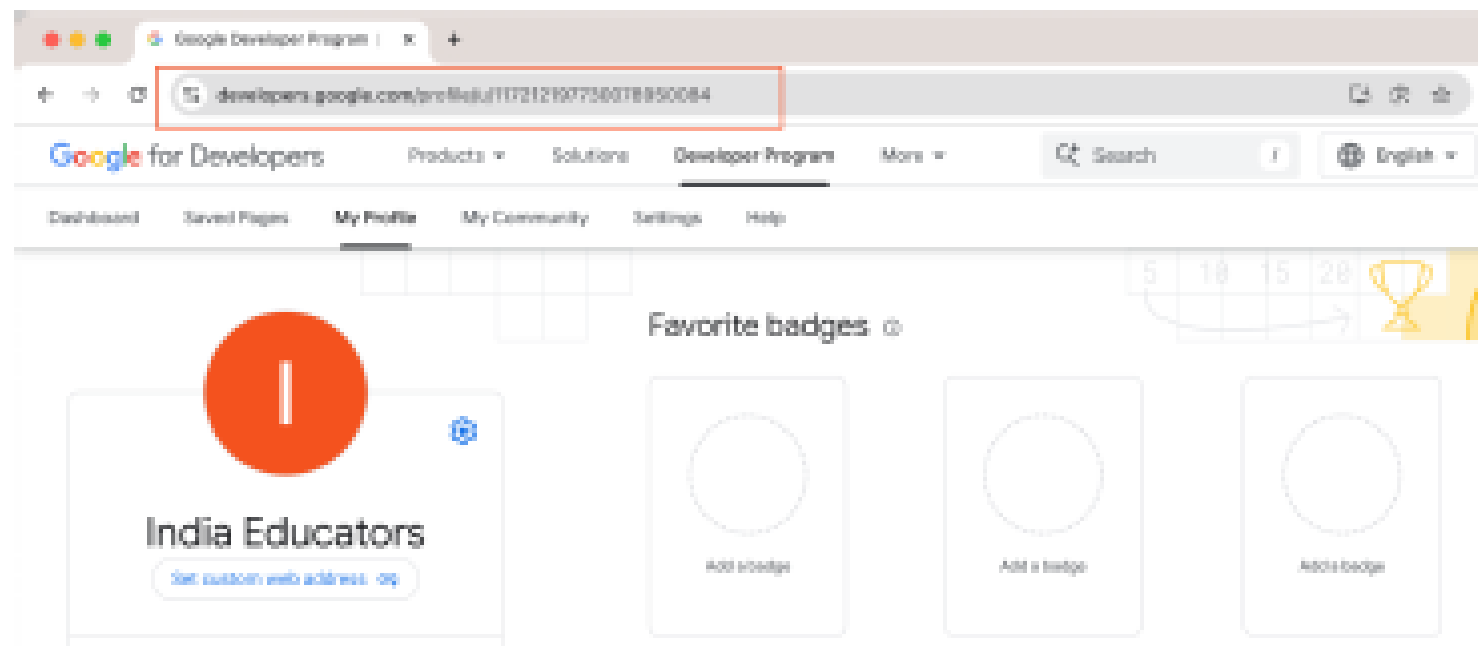 Google Developer Program |
developers.google.com/profile/u/
Google for Developers Products Solutions Developer Program More Search / English
Dashboard Saved Pages My Profile My Community Settings Help
5 10 15 20
Favorite badges
I
India Educators
Set custom web address
Add a badge Add a badge Add a badge